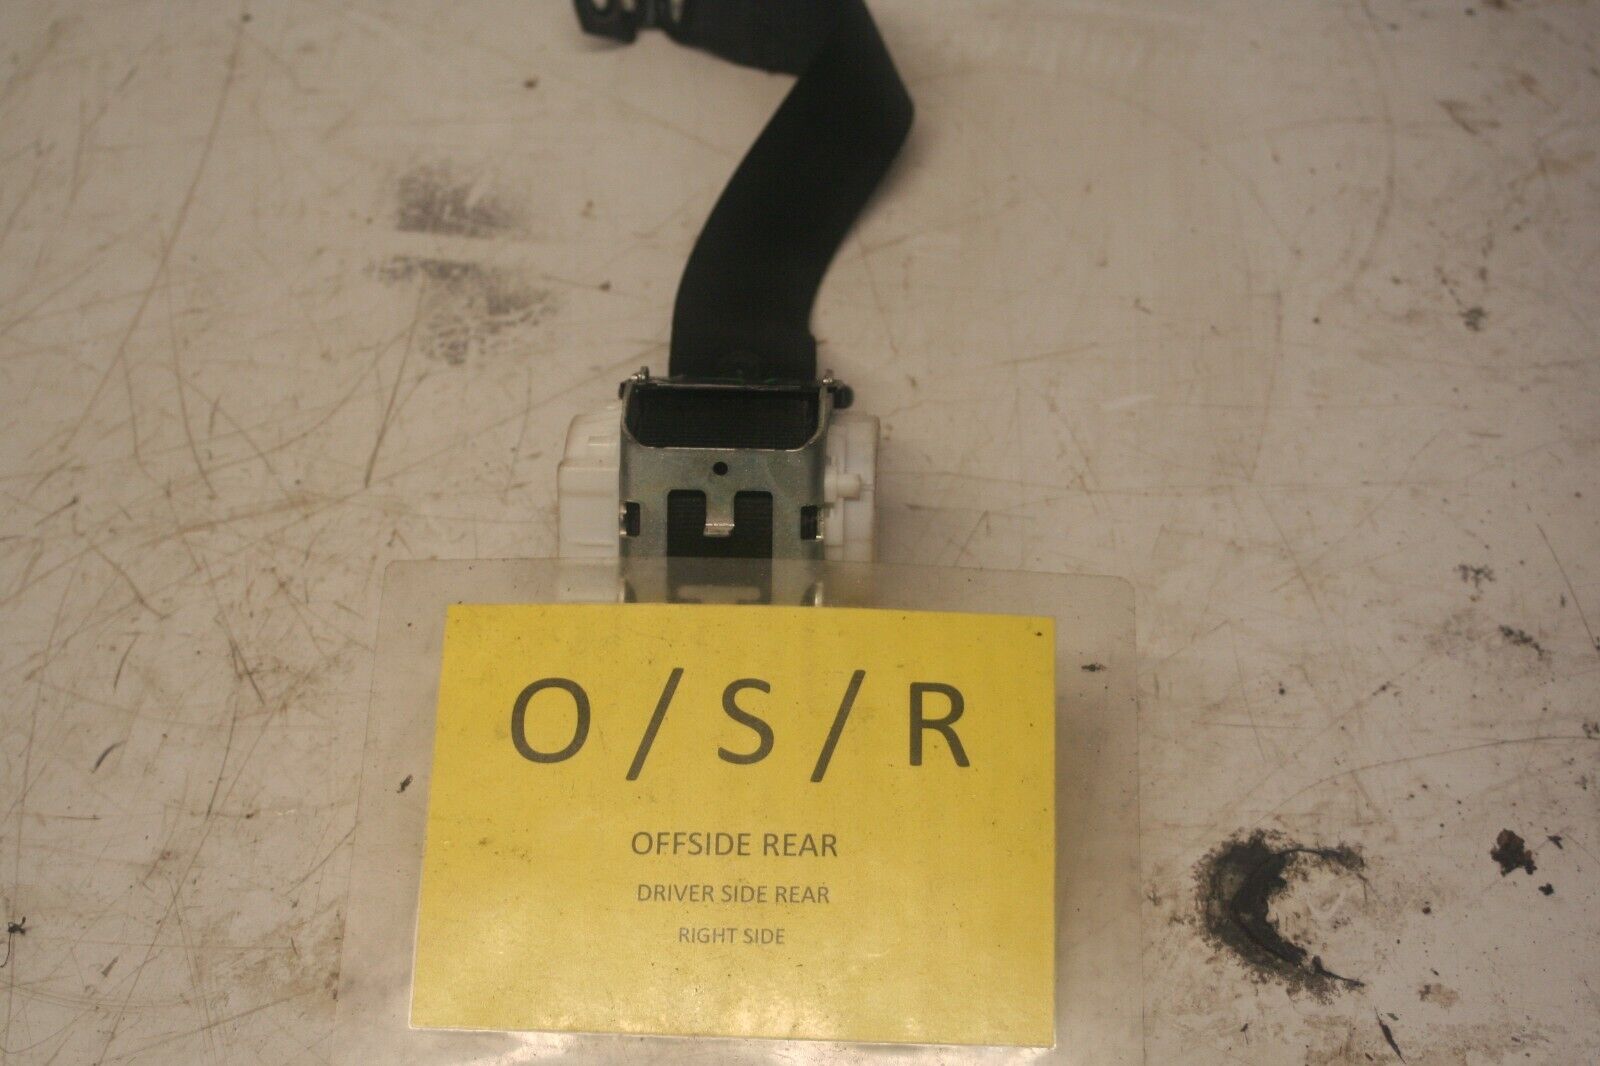 O / S / R
OFFSIDE REAR
DRIVER SIDE REAR
RIGHT SIDE